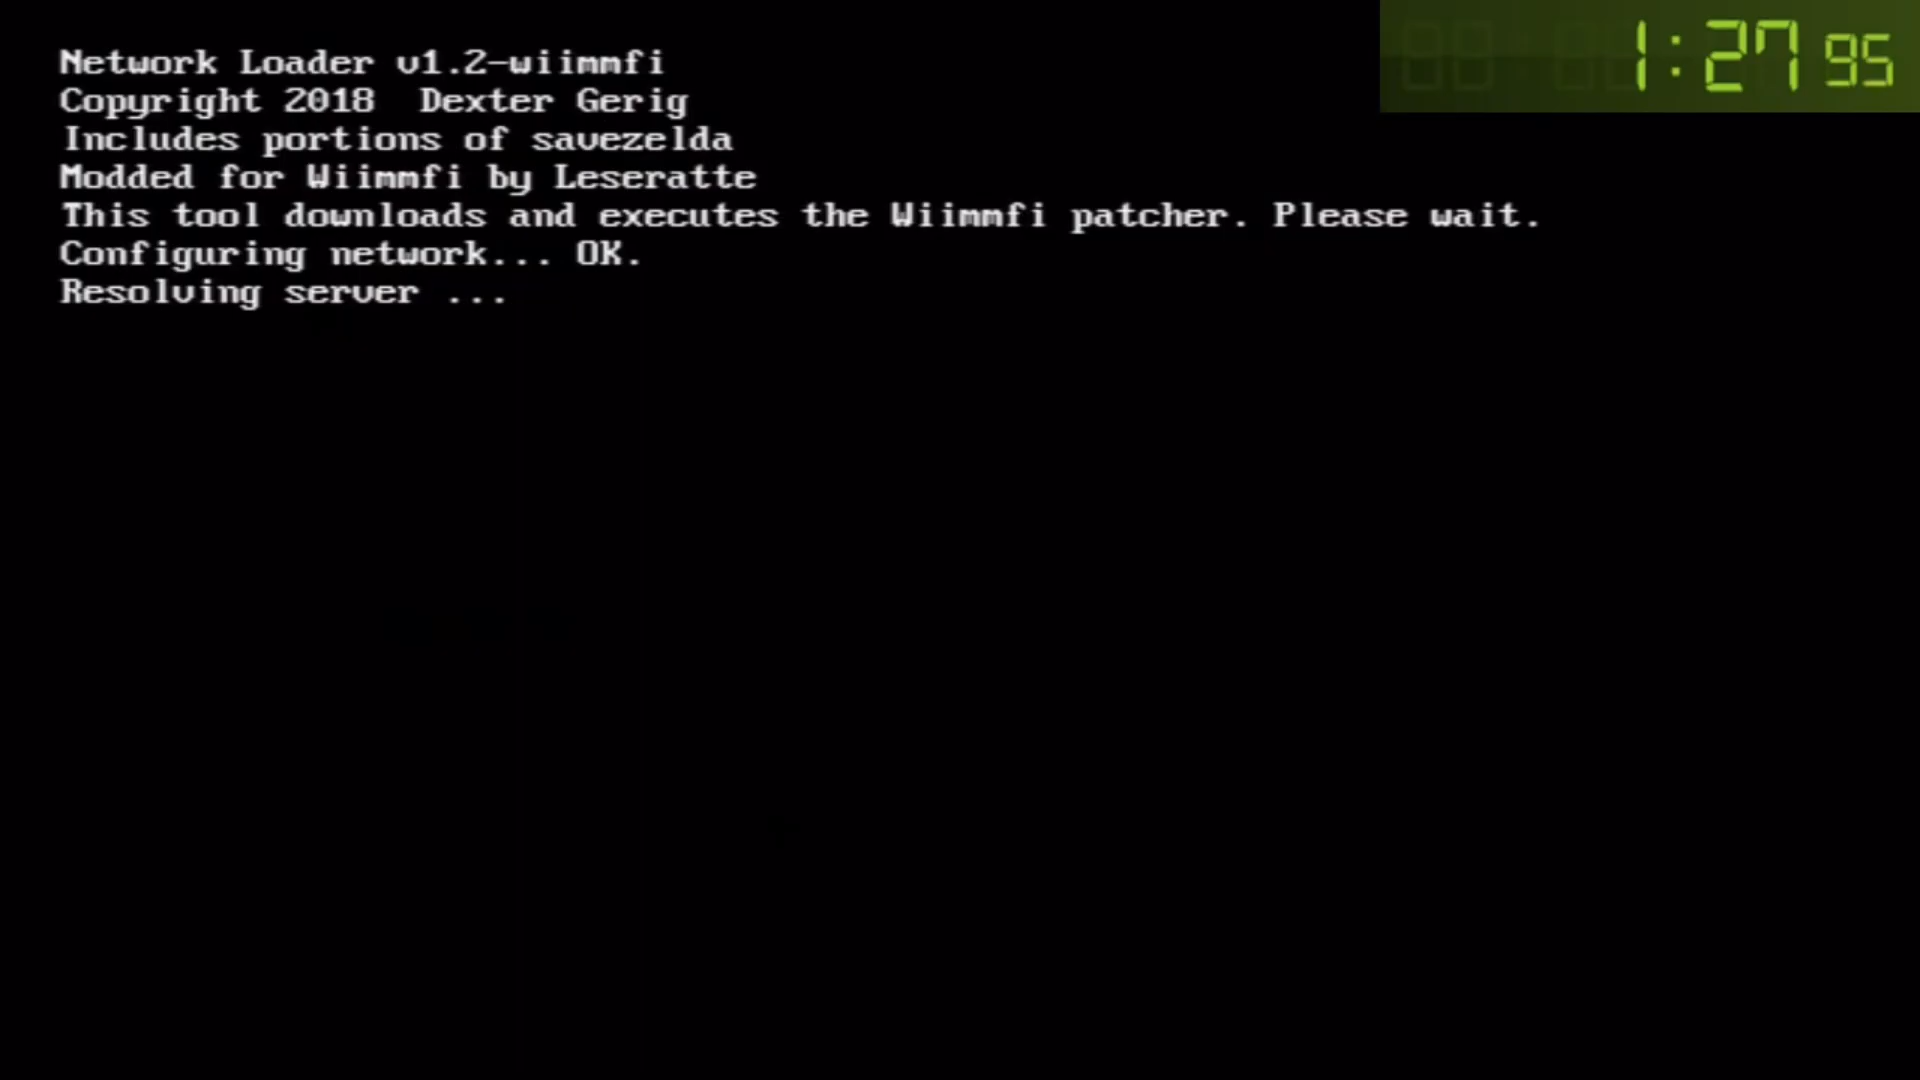 Network Loader v1.2-wiimmfi
Copyright 2018  Dexter Gerig
Includes portions of savezelda
Modded for Wiimmfi by Leseratte
This tool downloads and executes the Wiimmfi patcher. Please wait.
Configuring network... OK.
Resolving server ...
1:27 95